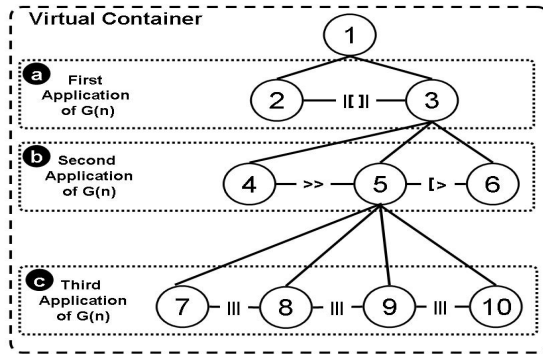 Virtual Container
1
a
First
Application
of G(n)
2 |[ ]| 3
b
Second
Application
of G(n)
4 >> 5 [> 6
c
Third
Application
of G(n)
7 ||| 8 ||| 9 ||| 10